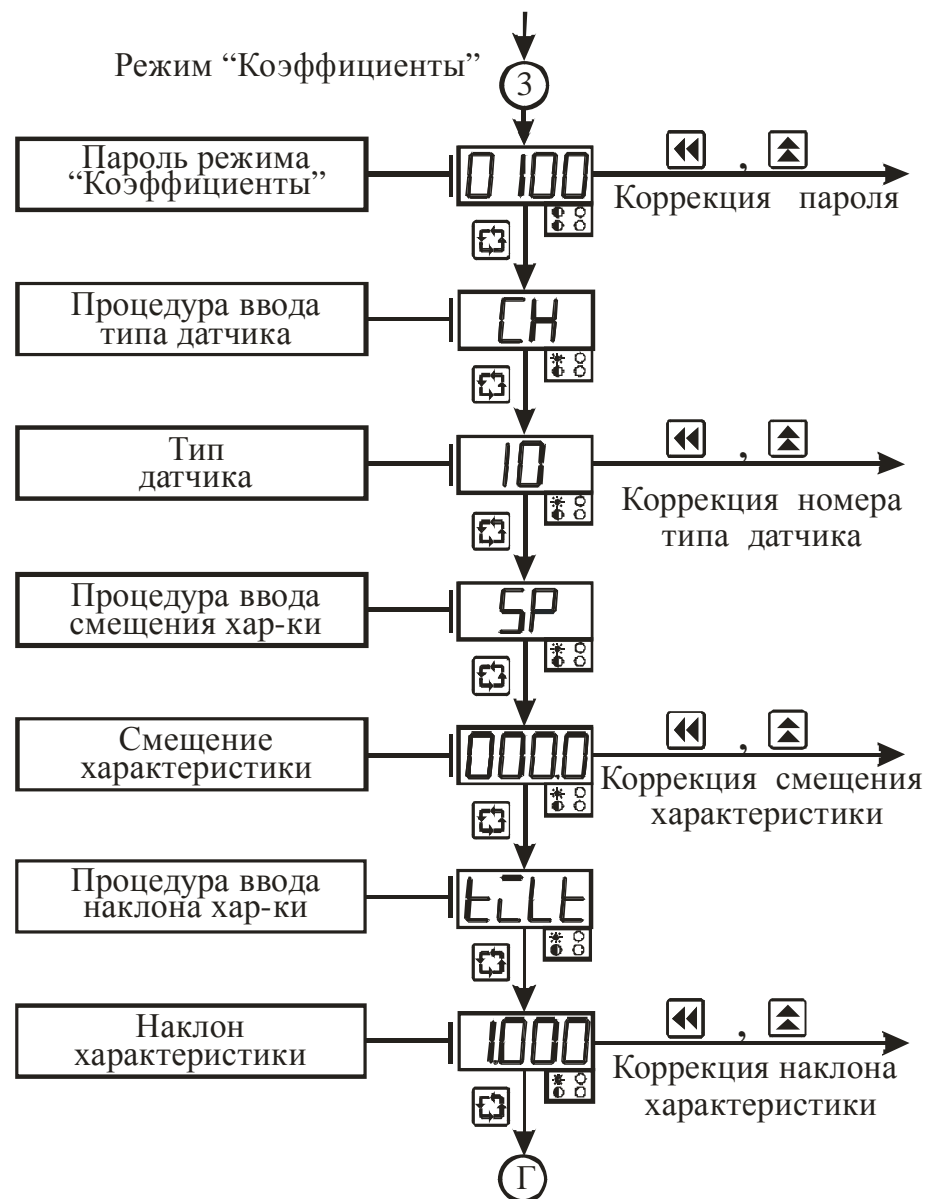 Режим “Коэффициенты”
3
Пароль режима
“Коэффициенты”
0100
,
Коррекция пароля
Процедура ввода
типа датчика
CH
Тип
датчика
10
,
Коррекция номера
типа датчика
Процедура ввода
смещения хар-ки
SP
Смещение
характеристики
000.0
,
Коррекция смещения
характеристики
Процедура ввода
наклона хар-ки
tiLt
Наклон
характеристики
1.000
,
Коррекция наклона
характеристики
Г